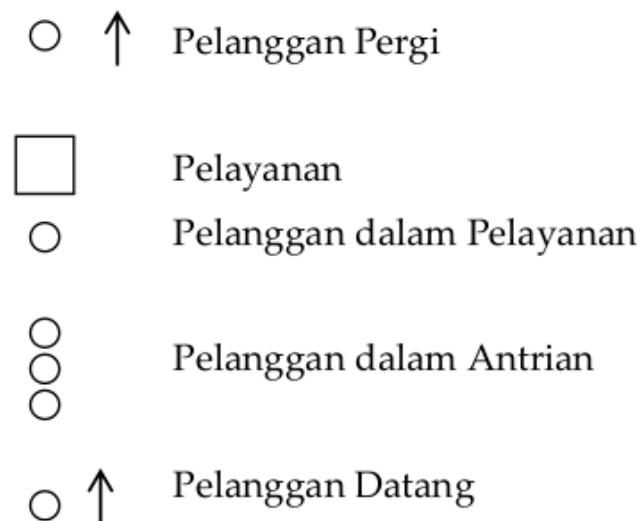 Pelanggan Pergi
Pelayanan
Pelanggan dalam Pelayanan
Pelanggan dalam Antrian
Pelanggan Datang